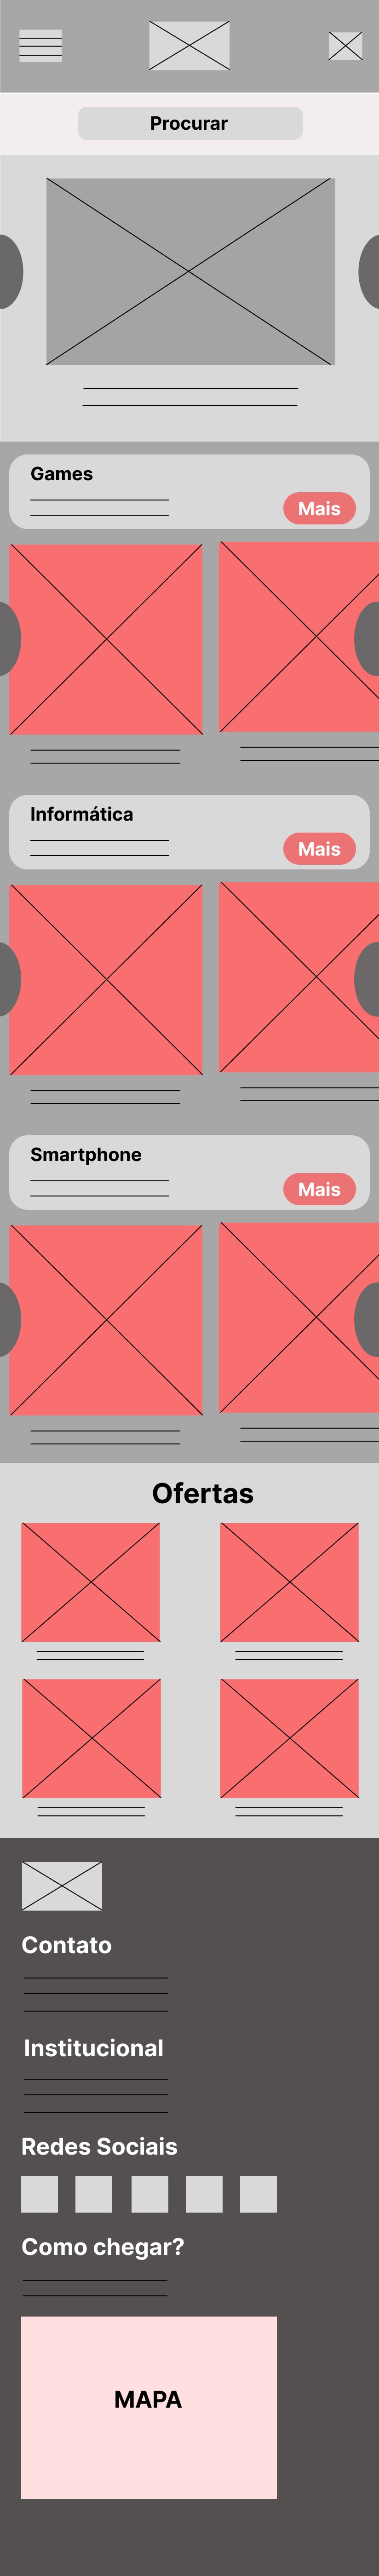 Procurar
Games
Mais
Informática
Mais
Smartphone
Mais
Ofertas
Contato
Institucional
Redes Sociais
Como chegar?
MAPA